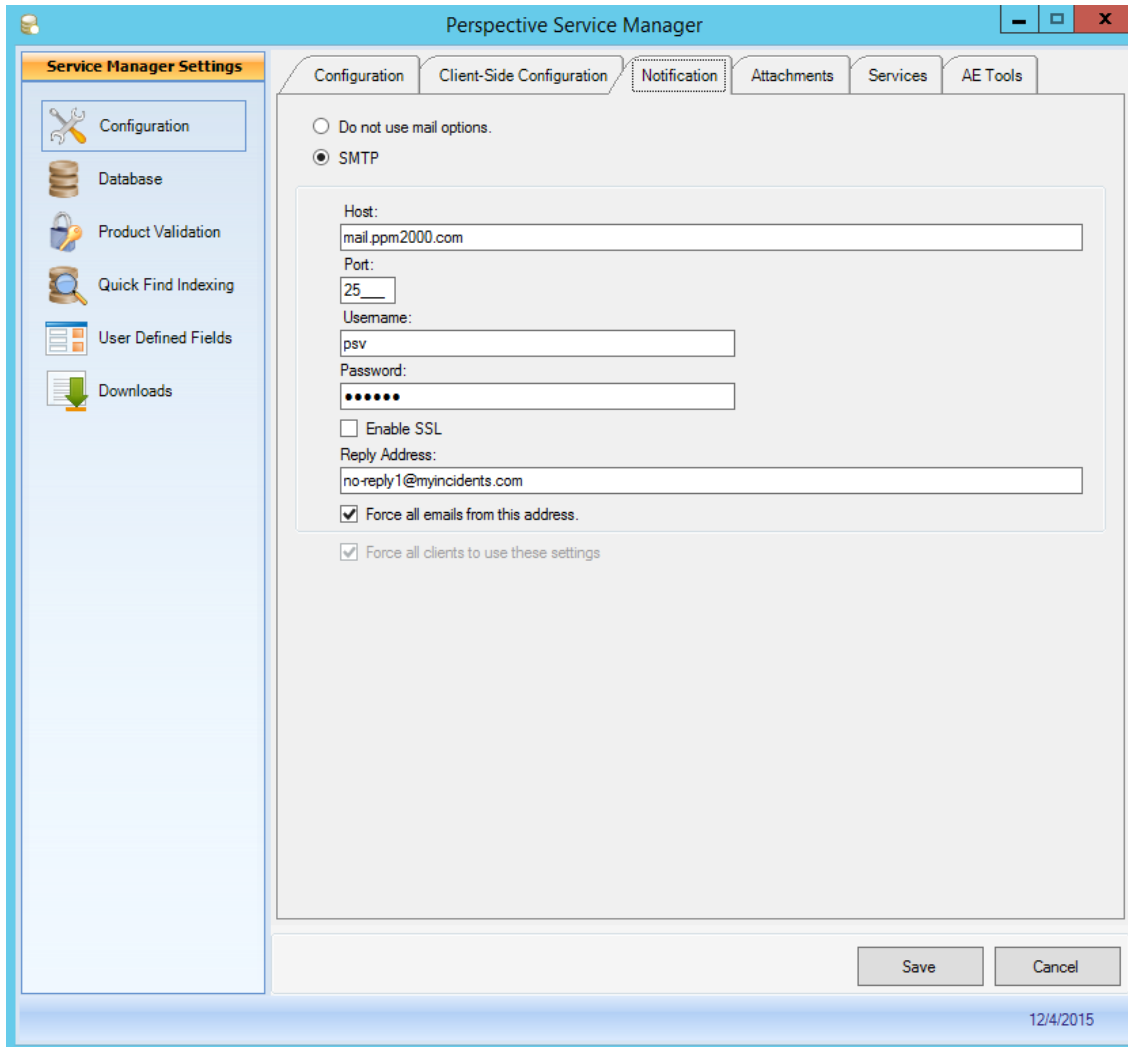 Perspective Service Manager
Service Manager Settings
Configuration
Database
Product Validation
Quick Find Indexing
User Defined Fields
Downloads
Configuration Client-Side Configuration Notification Attachments Services AE Tools
Do not use mail options.
SMTP
Host:
mail.ppm2000.com
Port:
25___
Username:
psv
Password:
●●●●●●
Enable SSL
Reply Address:
no-reply1@myincidents.com
Force all emails from this address.
Force all clients to use these settings
Save Cancel
12/4/2015